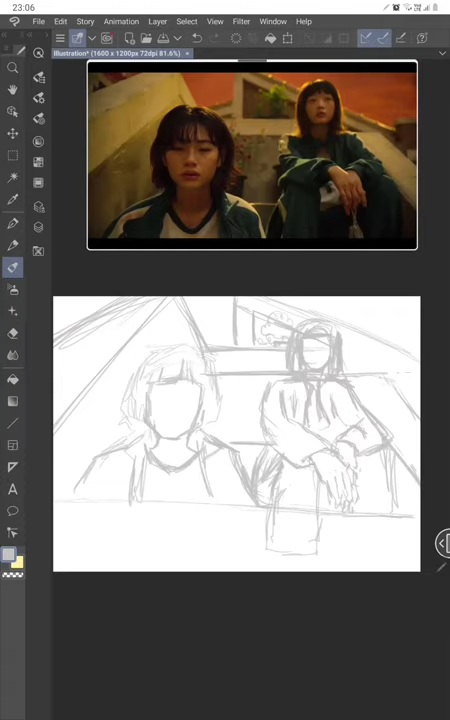 23:06
File Edit Story Animation Layer Select View Filter Window Help
Illustration* (1600 x 1200px 72dpi 81.6%)
A